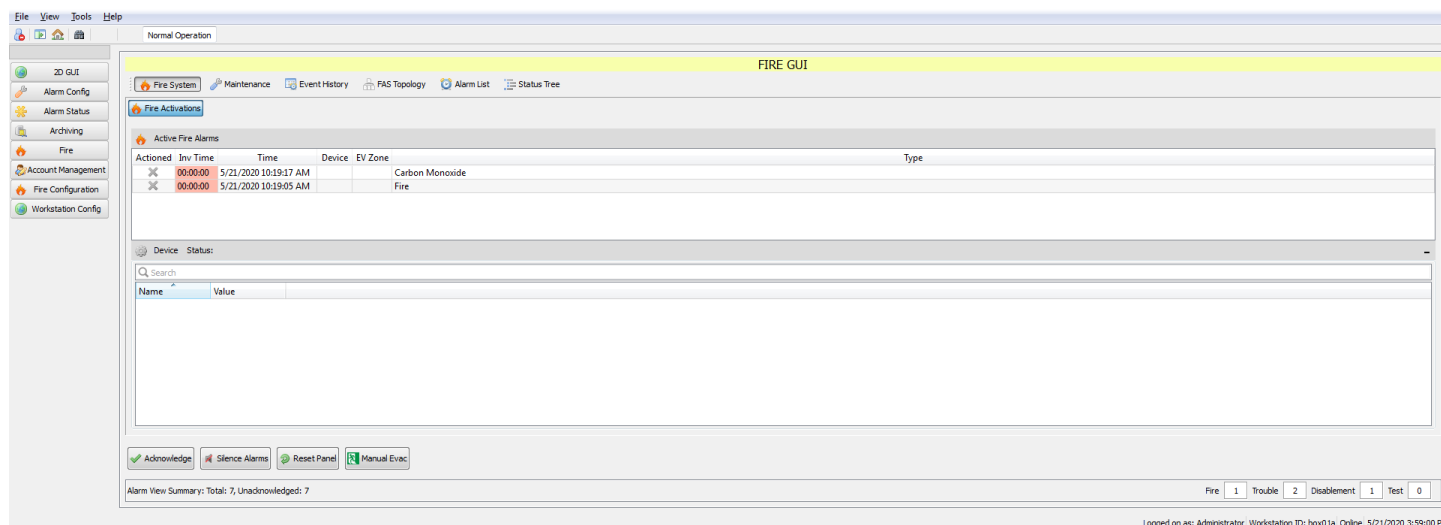 File View Tools Help
Normal Operation
2D GUI
Alarm Config
Alarm Status
Archiving
Fire
Account Management
Fire Configuration
Workstation Config
FIRE GUI
Fire System Maintenance Event History FAS Topology Alarm List Status Tree
Fire Activations
Active Fire Alarms
Actioned Inv Time Time Device EV Zone Type
00:00:00 5/21/2020 10:19:17 AM Carbon Monoxide
00:00:00 5/21/2020 10:19:05 AM Fire
Device Status:
Search
Name Value
Acknowledge Silence Alarms Reset Panel Manual Evac
Alarm View Summary: Total: 7, Unacknowledged: 7 Fire 1 Trouble 2 Disablement 1 Test 0
Logged on as: Administrator Workstation ID: box01a Online 5/21/2020 3:59:00 P